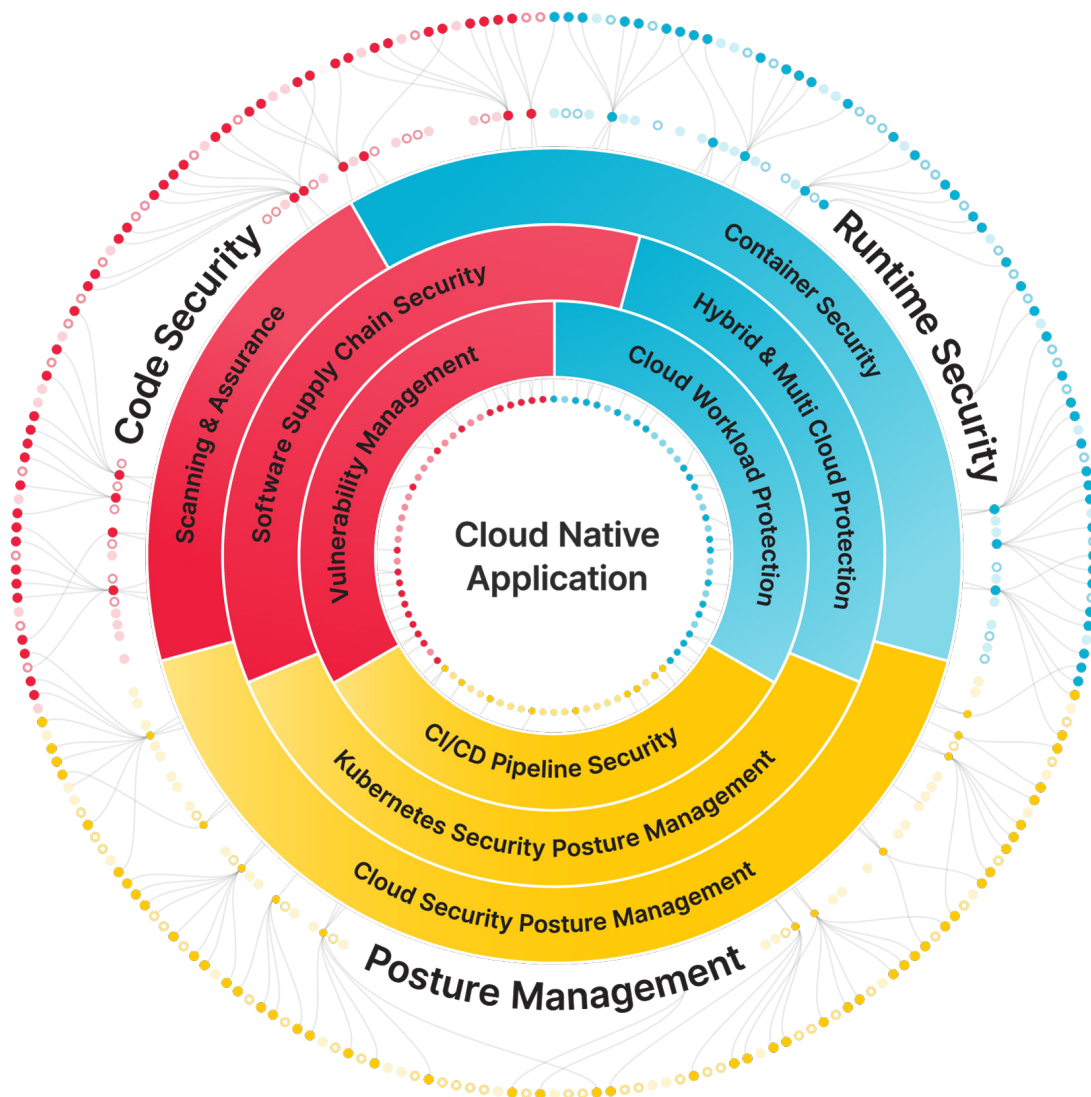 Code Security
Runtime Security
Posture Management
Scanning & Assurance
Software Supply Chain Security
Vulnerability Management
Container Security
Hybrid & Multi Cloud Protection
Cloud Workload Protection
Cloud Native
Application
CI/CD Pipeline Security
Kubernetes Security Posture Management
Cloud Security Posture Management